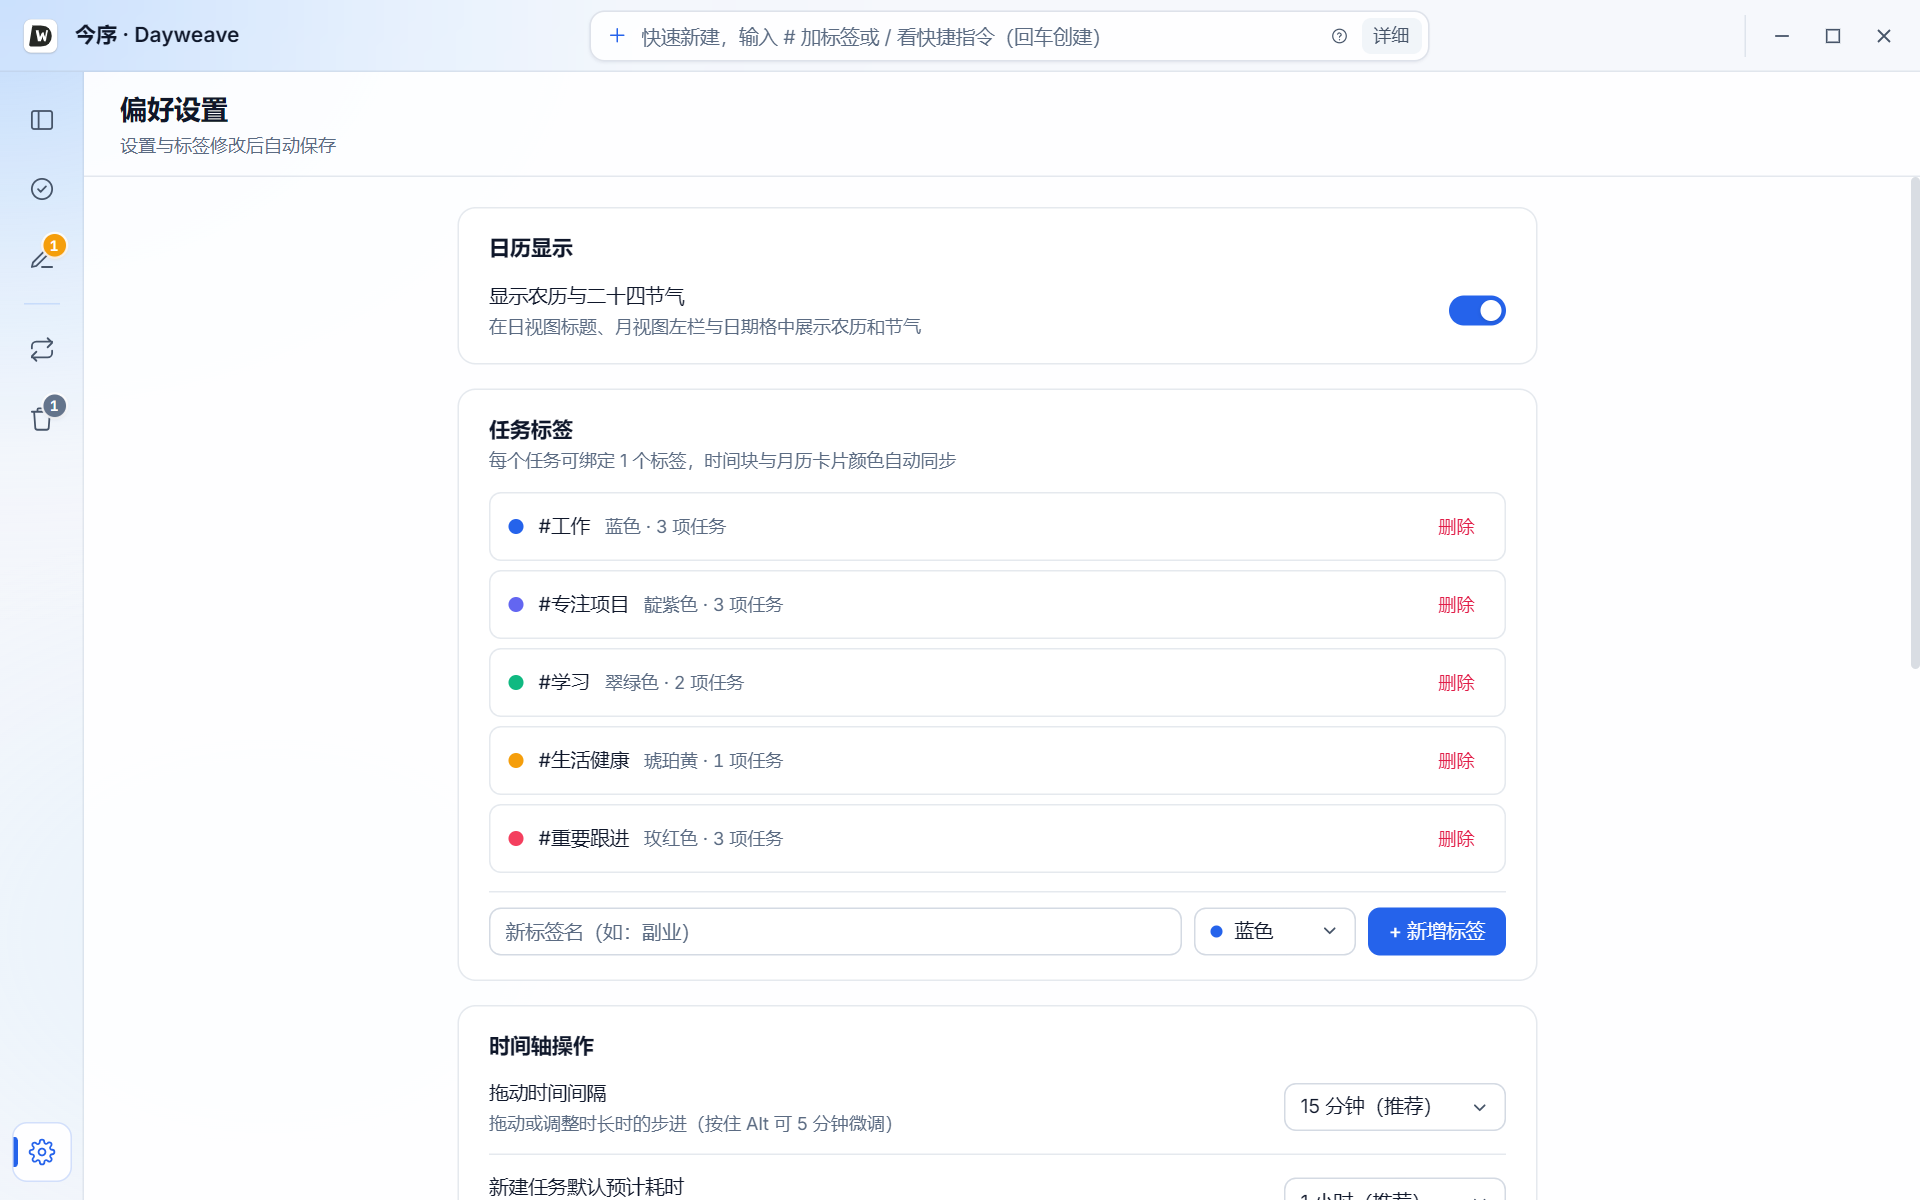 今序 · Dayweave
+ 快速新建，输入 # 加标签或 / 看快捷指令（回车创建）
详细
偏好设置
设置与标签修改后自动保存
1
1
日历显示
显示农历与二十四节气
在日视图标题、月视图左栏与日期格中展示农历和节气
任务标签
每个任务可绑定 1 个标签，时间块与月历卡片颜色自动同步
#工作 蓝色 · 3 项任务 删除
#专注项目 靛紫色 · 3 项任务 删除
#学习 翠绿色 · 2 项任务 删除
#生活健康 琥珀黄 · 1 项任务 删除
#重要跟进 玫红色 · 3 项任务 删除
新标签名（如：副业） 蓝色 + 新增标签
时间轴操作
拖动时间间隔
拖动或调整时长时的步进（按住 Alt 可 5 分钟微调）
15 分钟（推荐）
新建任务默认预计耗时
1 小时（推荐）